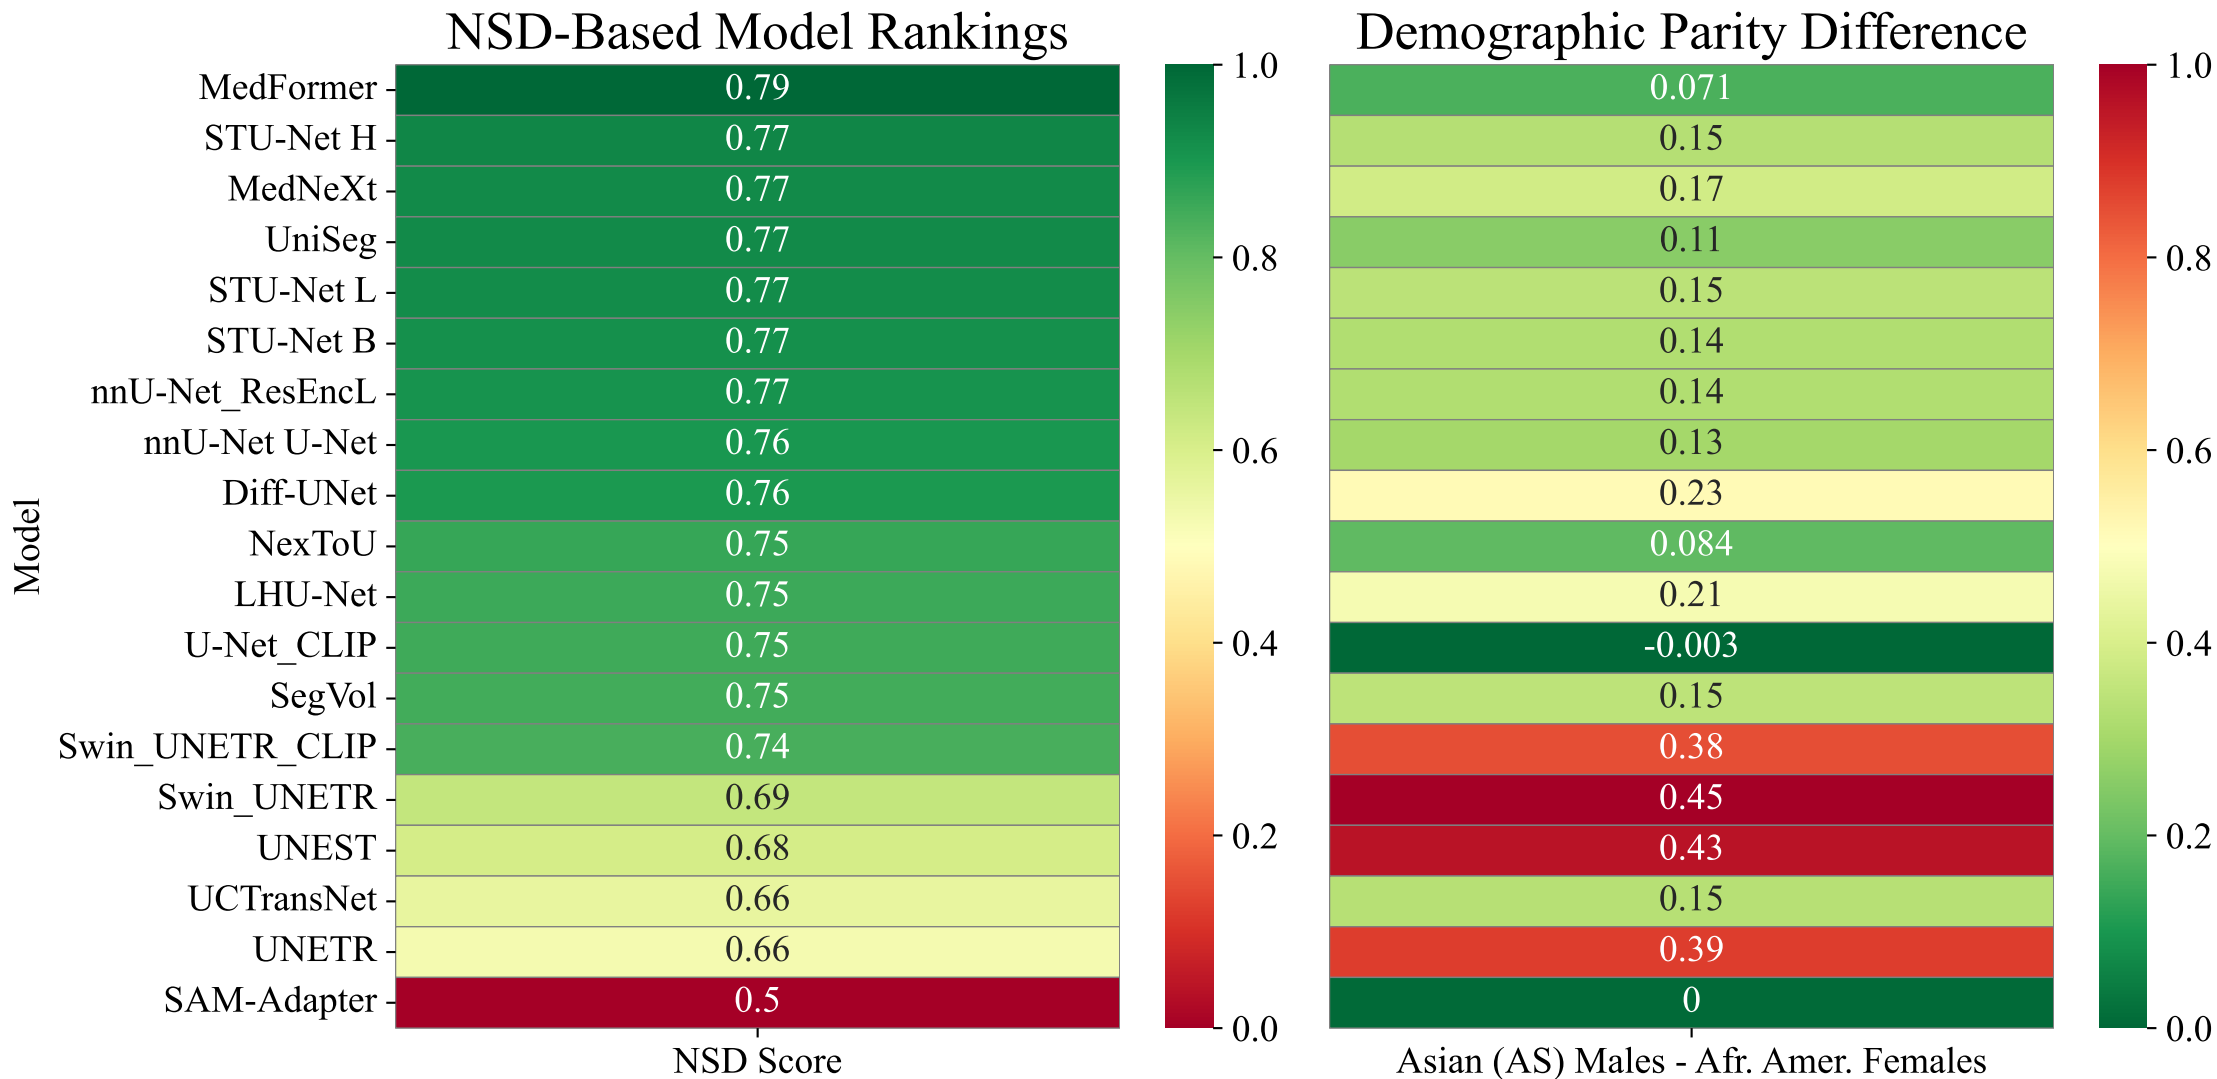 NSD-Based Model Rankings
Demographic Parity Difference
Model
MedFormer 0.79 0.071
STU-Net H 0.77 0.15
MedNeXt 0.77 0.17
UniSeg 0.77 0.11
STU-Net L 0.77 0.15
STU-Net B 0.77 0.14
nnU-Net_ResEncL 0.77 0.14
nnU-Net U-Net 0.76 0.13
Diff-UNet 0.76 0.23
NexToU 0.75 0.084
LHU-Net 0.75 0.21
U-Net_CLIP 0.75 -0.003
SegVol 0.75 0.15
Swin_UNETR_CLIP 0.74 0.38
Swin_UNETR 0.69 0.45
UNEST 0.68 0.43
UCTransNet 0.66 0.15
UNETR 0.66 0.39
SAM-Adapter 0.5 0
NSD Score
Asian (AS) Males - Afr. Amer. Females
1.0
0.8
0.6
0.4
0.2
0.0
1.0
0.8
0.6
0.4
0.2
0.0